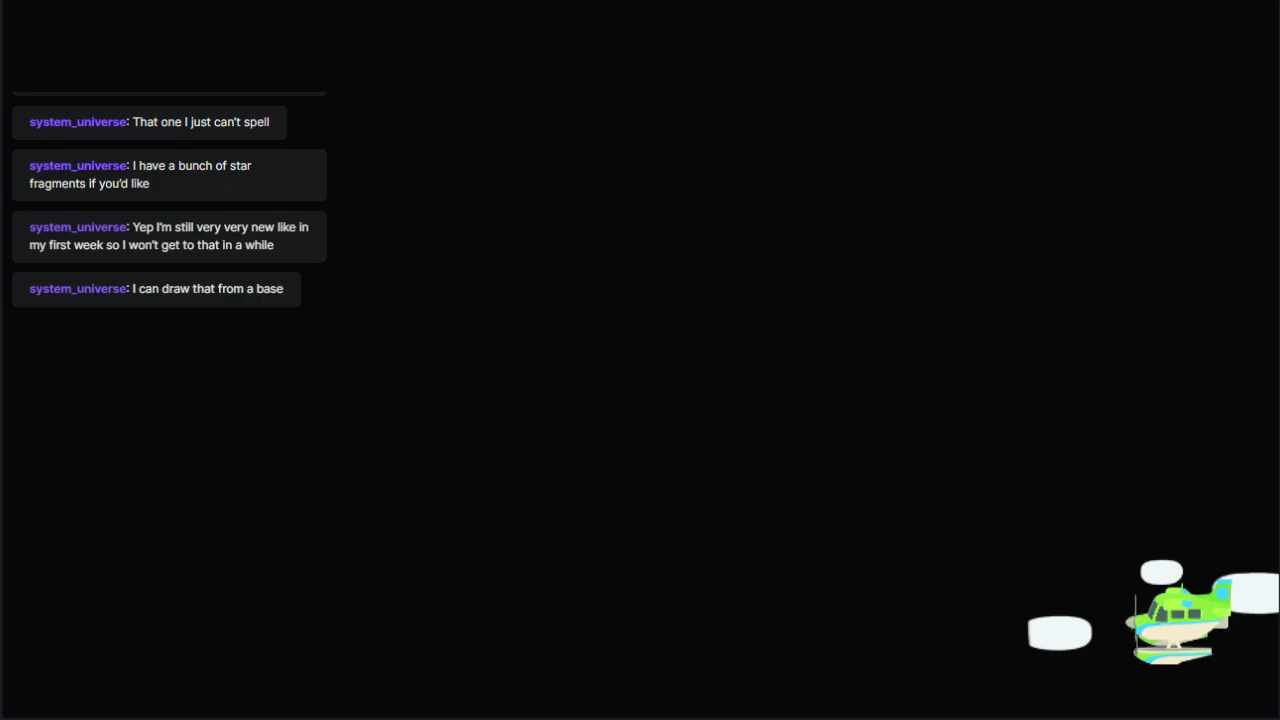 system_universe: That one I just can't spell
system_universe: I have a bunch of star
fragments if you'd like
system_universe: Yep I'm still very very new like in
my first week so I won't get to that in a while
system_universe: I can draw that from a base